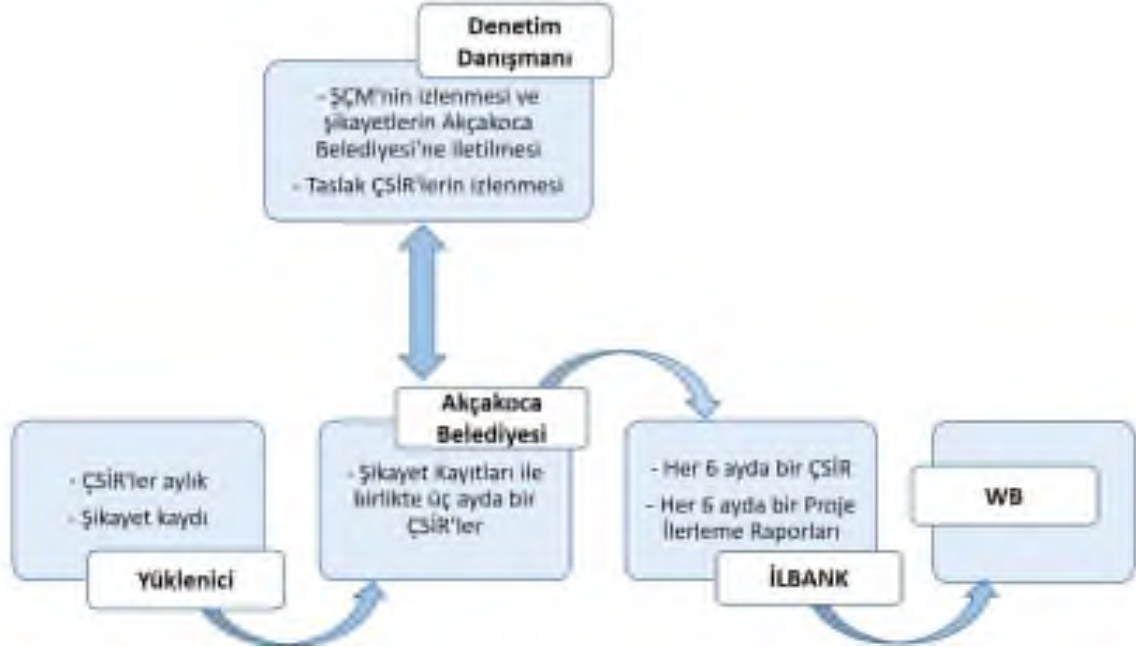 Denetim
Danışmanı
- ŞÇM'nin izlenmesi ve
şikayetlerin Akçakoca
Belediyesi'ne iletilmesi
- Taslak ÇSİR'lerin izlenmesi
Akçakoca
Belediyesi
- ÇSİR'ler aylık
- Şikayet kaydı
Yüklenici
- Şikayet Kayıtları ile
birlikte üç ayda bir
ÇSİR'ler
- Her 6 ayda bir ÇSİR
- Her 6 ayda bir Proje
İlerleme Raporları
İLBANK
WB